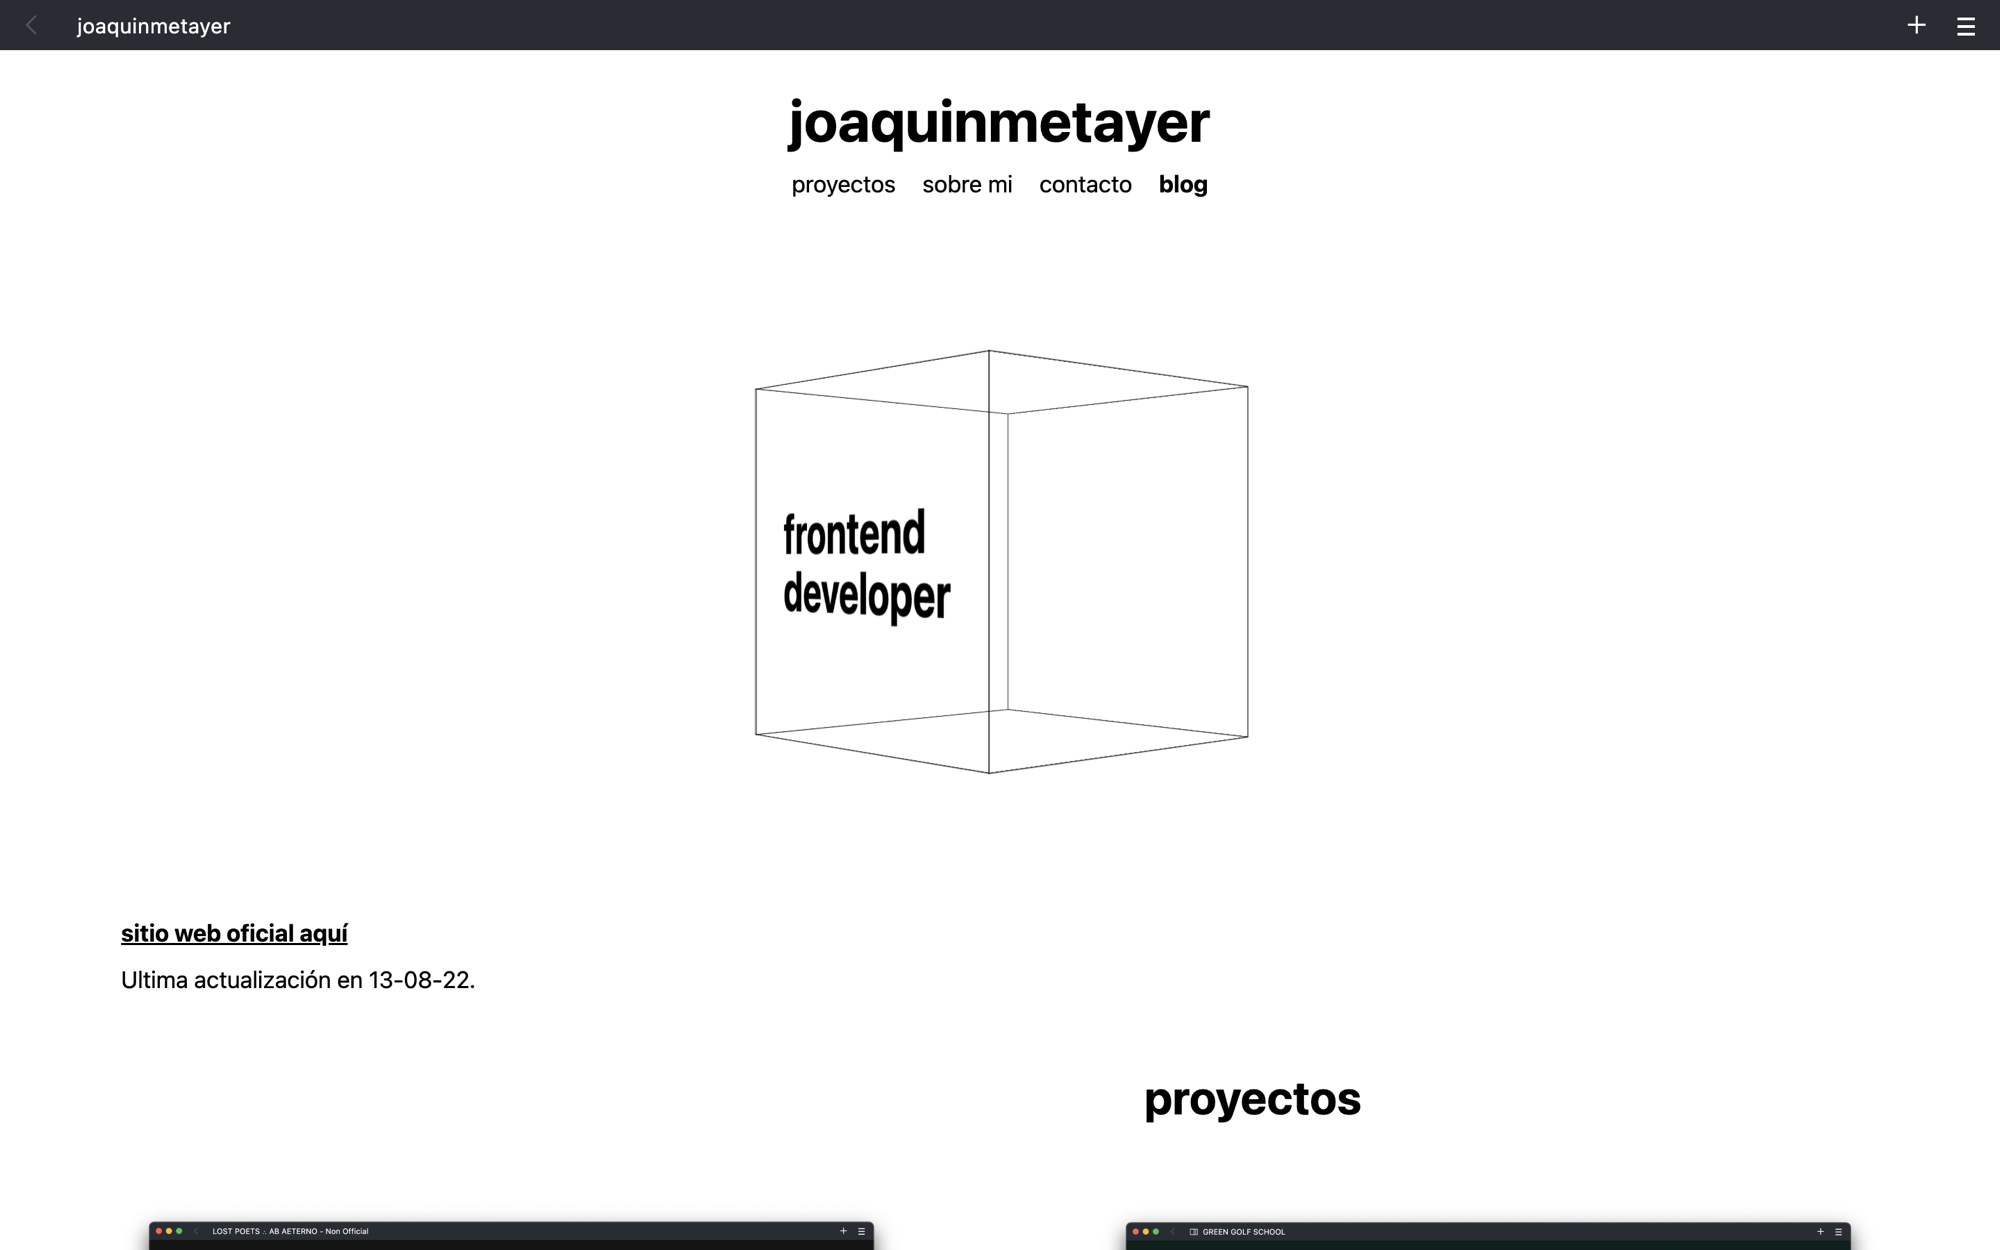 joaquinmetayer
joaquinmetayer
proyectos sobre mi contacto blog
frontend
developer
sitio web oficial aquí
Ultima actualización en 13-08-22.
proyectos
LOST POETS .: AB AETERNO - Non Official
GREEN GOLF SCHOOL